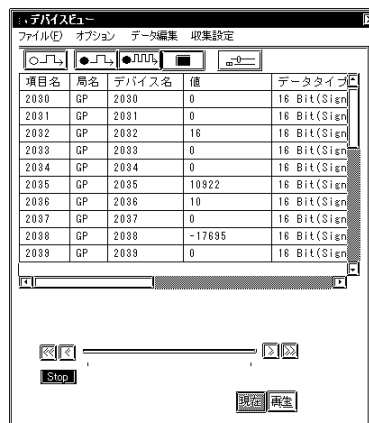 デバイスビュー
ファイル(F) オプション データ編集 収集設定
項目名 局名 デバイス名 値 データタイプ
2030 GP 2030 0 16 Bit(Sign
2031 GP 2031 0 16 Bit(Sign
2032 GP 2032 16 16 Bit(Sign
2033 GP 2033 0 16 Bit(Sign
2034 GP 2034 0 16 Bit(Sign
2035 GP 2035 10922 16 Bit(Sign
2036 GP 2036 10 16 Bit(Sign
2037 GP 2037 0 16 Bit(Sign
2038 GP 2038 -17695 16 Bit(Sign
2039 GP 2039 0 16 Bit(Sign
Stop
現在 再生